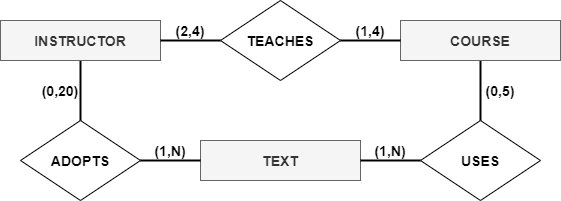 INSTRUCTOR (2,4) TEACHES (1,4) COURSE
(0,20) (0,5)
ADOPTS (1,N) TEXT (1,N) USES